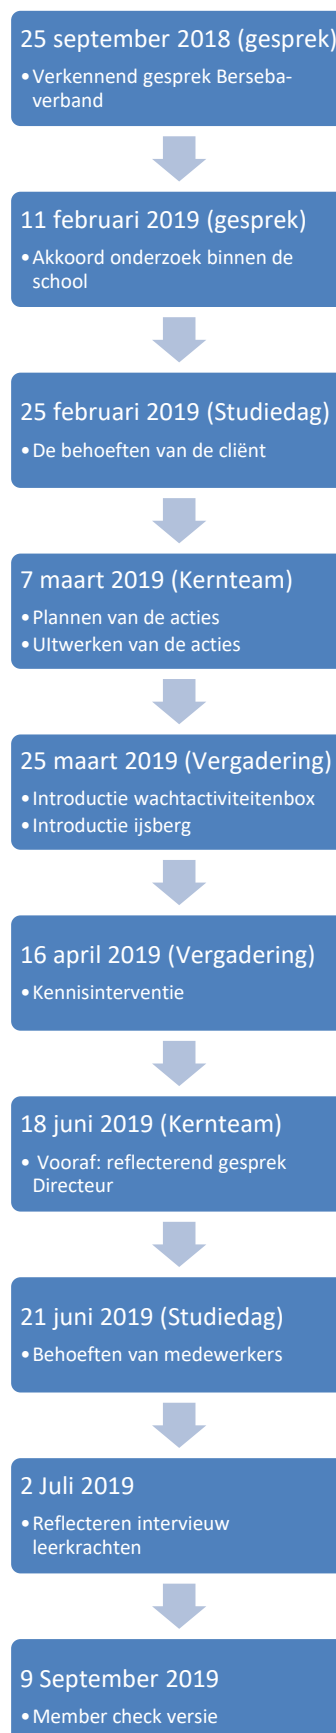 25 september 2018 (gesprek)
•Verkennend gesprek Berseba-
verband
11 februari 2019 (gesprek)
•Akkoord onderzoek binnen de
school
25 februari 2019 (Studiedag)
•De behoeften van de cliënt
7 maart 2019 (Kernteam)
•Plannen van de acties
•UItwerken van de acties
25 maart 2019 (Vergadering)
•Introductie wachtactiviteitenbox
•Introductie ijsberg
16 april 2019 (Vergadering)
•Kennisinterventie
18 juni 2019 (Kernteam)
• Vooraf: reflecterend gesprek
Directeur
21 juni 2019 (Studiedag)
•Behoeften van medewerkers
2 Juli 2019
•Reflecteren intervieuw
leerkrachten
9 September 2019
•Member check versie